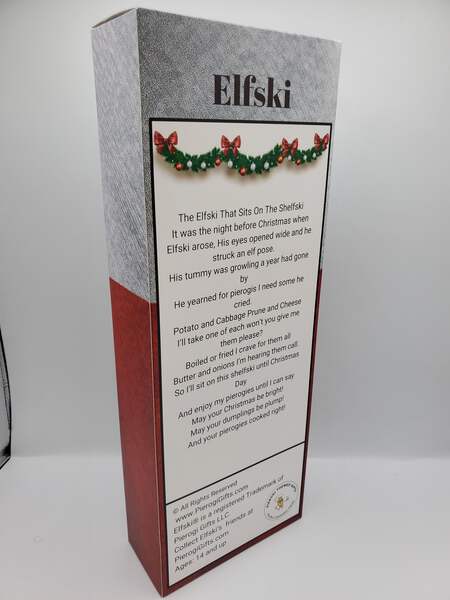 Elfski
The Elfski That Sits On The Shelfski
It was the night before Christmas when
Elfski arose, His eyes opened wide and he
struck an elf pose.
His tummy was growling a year had gone
by
He yearned for pierogis I need some he
cried.
Potato and Cabbage Prune and Cheese
I'll take one of each won't you give me
them please?
Boiled or fried I crave for them all
Butter and onions I'm hearing them call.
So I'll sit on this shelfski until Christmas
Day
And enjoy my pierogies until I can say
May your Christmas be bright!
May your dumplings be plump!
And your pierogies cooked right!
© All Rights Reserved
www.PierogiGifts.com
Elfski® is a registered Trademark of
Pierogi Gifts LLC.
Collect Elfski's friends at
PierogiGifts.com
Ages: 14 and up